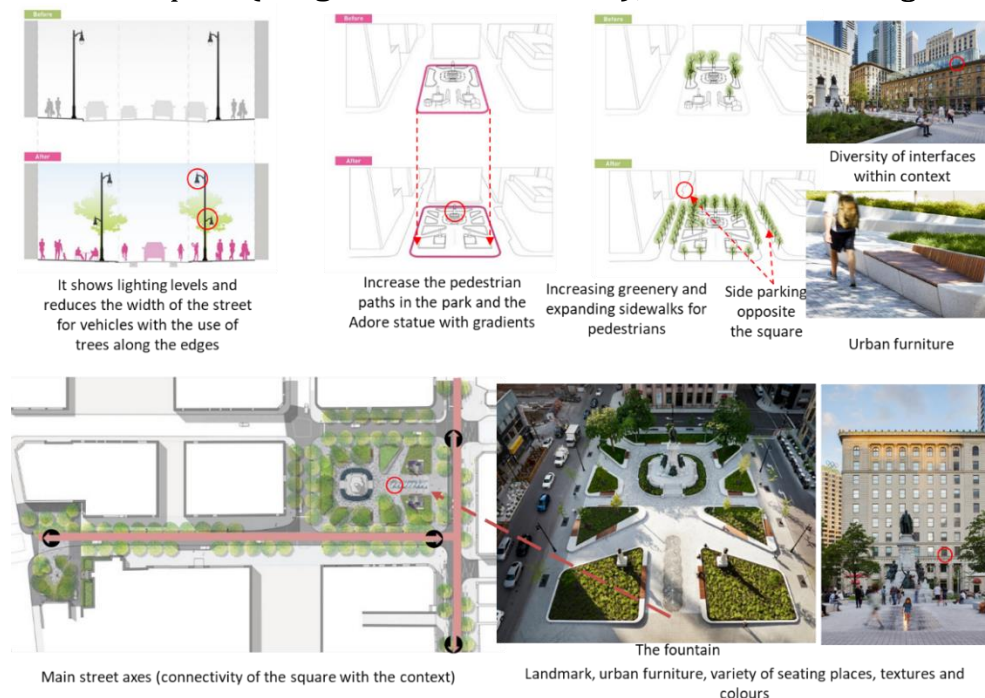 Before
Before
Before
After
After
After
Diversity of interfaces
within context
It shows lighting levels and
reduces the width of the street
for vehicles with the use of
trees along the edges
Increase the pedestrian
paths in the park and the
Adore statue with gradients
Increasing greenery and
expanding sidewalks for
pedestrians
Side parking
opposite
the square
Urban furniture
Main street axes (connectivity of the square with the context)
The fountain
Landmark, urban furniture, variety of seating places, textures and
colours